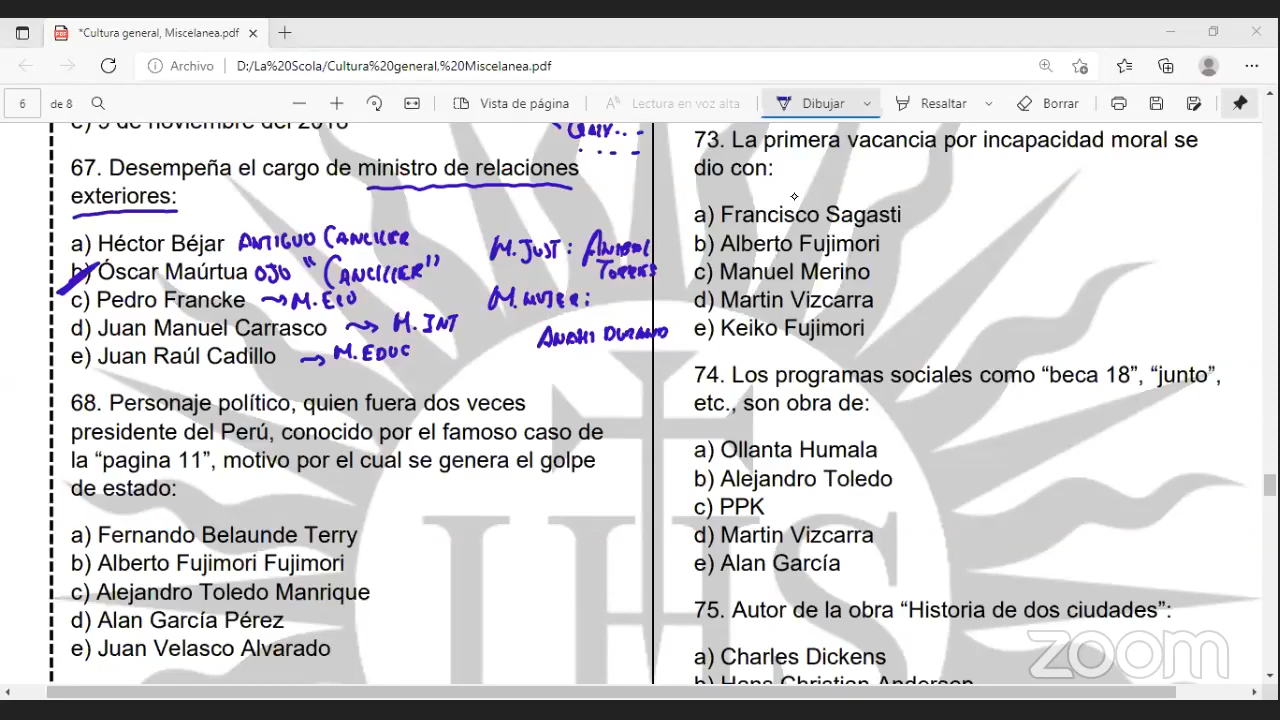 *Cultura general, Miscelanea.pdf
Archivo D:/La%20Scola/Cultura%20general,%20Miscelanea.pdf
6 de 8 Vista de página Lectura en voz alta Dibujar Resaltar Borrar
67. Desempeña el cargo de ministro de relaciones
exteriores:
a) Héctor Béjar ANTIGUO CANCILLER
b) Óscar Maúrtua OJO "CANCILLER"
c) Pedro Francke → M. ECO
d) Juan Manuel Carrasco → M. INT
e) Juan Raúl Cadillo → M. EDUC
M. JUST: ANIBAL
TORRES
M. MUJER:
ANAHI DURAND
68. Personaje político, quien fuera dos veces
presidente del Perú, conocido por el famoso caso de
la “pagina 11”, motivo por el cual se genera el golpe
de estado:
a) Fernando Belaunde Terry
b) Alberto Fujimori Fujimori
c) Alejandro Toledo Manrique
d) Alan García Pérez
e) Juan Velasco Alvarado
73. La primera vacancia por incapacidad moral se
dio con:
a) Francisco Sagasti
b) Alberto Fujimori
c) Manuel Merino
d) Martin Vizcarra
e) Keiko Fujimori
74. Los programas sociales como “beca 18”, “junto”,
etc., son obra de:
a) Ollanta Humala
b) Alejandro Toledo
c) PPK
d) Martin Vizcarra
e) Alan García
75. Autor de la obra “Historia de dos ciudades”:
a) Charles Dickens
b) Hans Christian Andersen
IHS
zoom